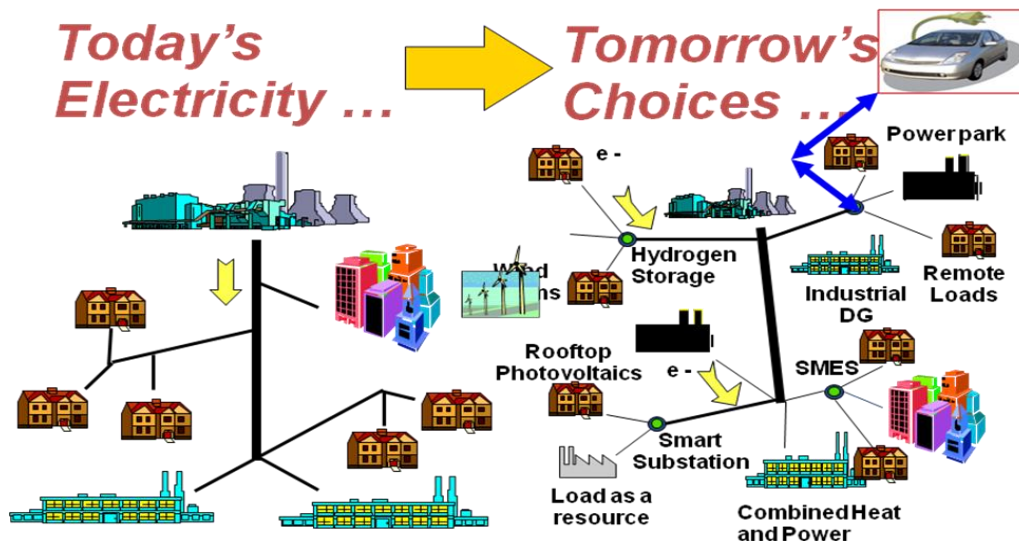 Today's
Electricity ...
Tomorrow's
Choices ...
Power park
e -
Hydrogen
Storage
Remote
Loads
Industrial
DG
Rooftop
Photovoltaics
e -
SMES
Smart
Substation
Load as a
resource
Combined Heat
and Power